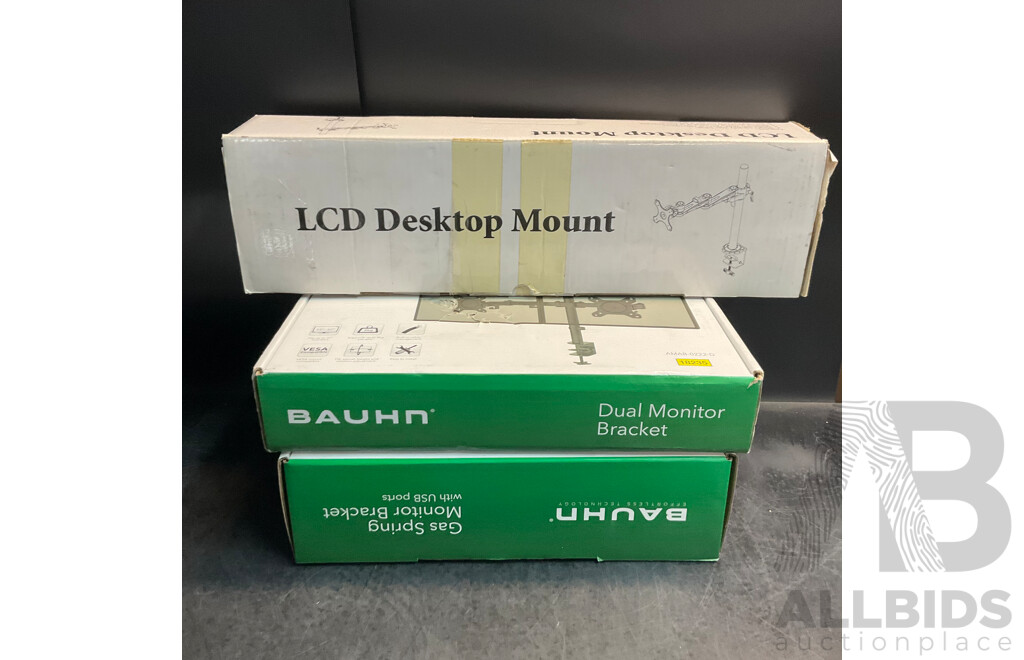 LCD Desktop Mount
LCD Desktop Mount
VESA
BAUHN
Dual Monitor
Bracket
Gas Spring
Monitor Bracket
with USB ports
BAUHN
EFFORTLESS TECHNOLOGY
AB
ALLBIDS
auctionplace